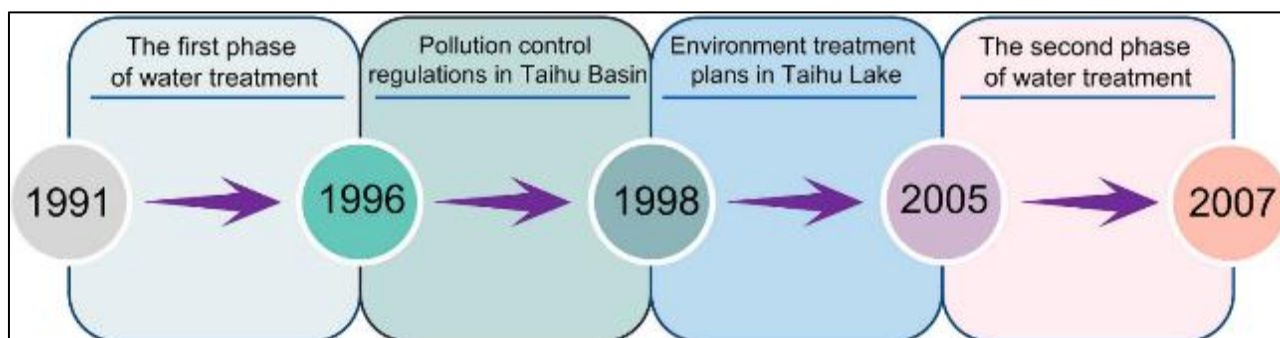 The first phase
of water treatment
Pollution control
regulations in Taihu Basin
Environment treatment
plans in Taihu Lake
The second phase
of water treatment
1991
1996
1998
2005
2007